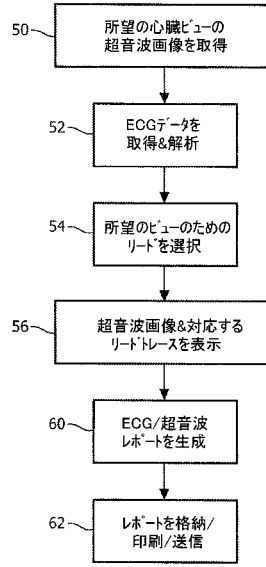 50
所望の心臓ビューの
超音波画像を取得
52
ECGデータを
取得&解析
54
所望のビューのための
リードを選択
56
超音波画像&対応する
リードトレースを表示
60
ECG/超音波
レポートを生成
62
レポートを格納/
印刷/送信